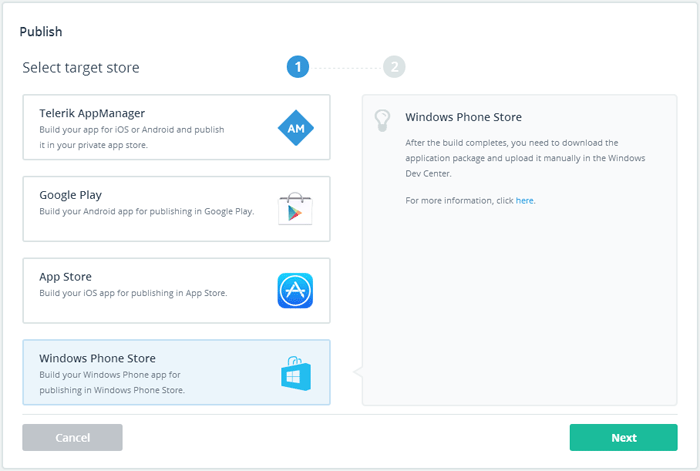 Publish
Select target store
1
2
Telerik AppManager
Build your app for iOS or Android and publish
it in your private app store.
AM
Google Play
Build your Android app for publishing in Google Play.
App Store
Build your iOS app for publishing in App Store.
Windows Phone Store
Build your Windows Phone app for
publishing in Windows Phone Store.
Windows Phone Store
After the build completes, you need to download the
application package and upload it manually in the Windows
Dev Center.
For more information, click here.
Cancel
Next